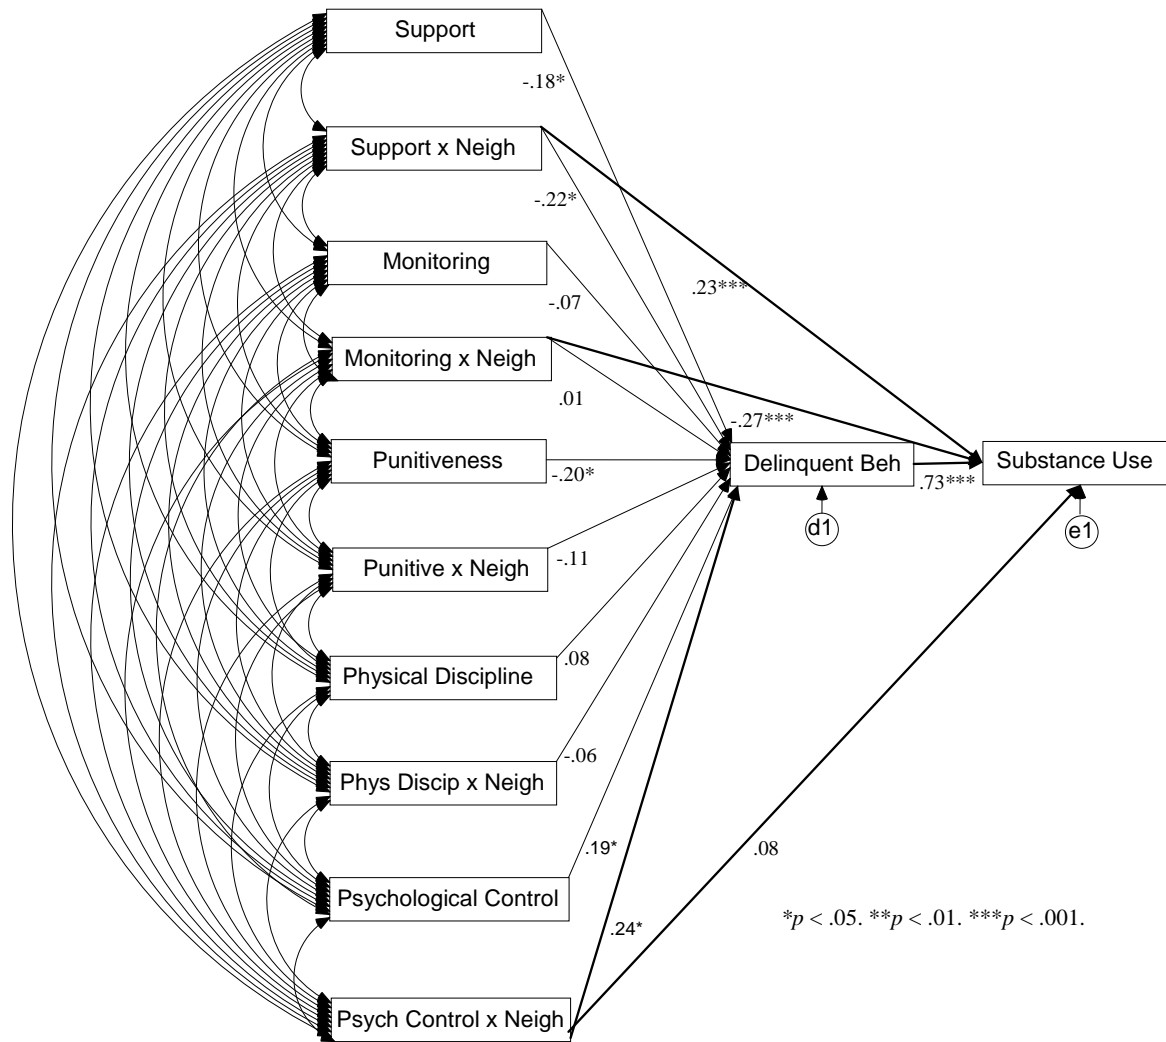 Support
-.18*
Support x Neigh
-.22*
Monitoring
.23***
-.07
Monitoring x Neigh
.01
-.27***
Punitiveness
-.20*
Delinquent Beh
.73***
Substance Use
d1
e1
Punitive x Neigh
-.11
Physical Discipline
.08
Phys Discip x Neigh
-.06
.19*
.08
Psychological Control
.24*
*p < .05. **p < .01. ***p < .001.
Psych Control x Neigh